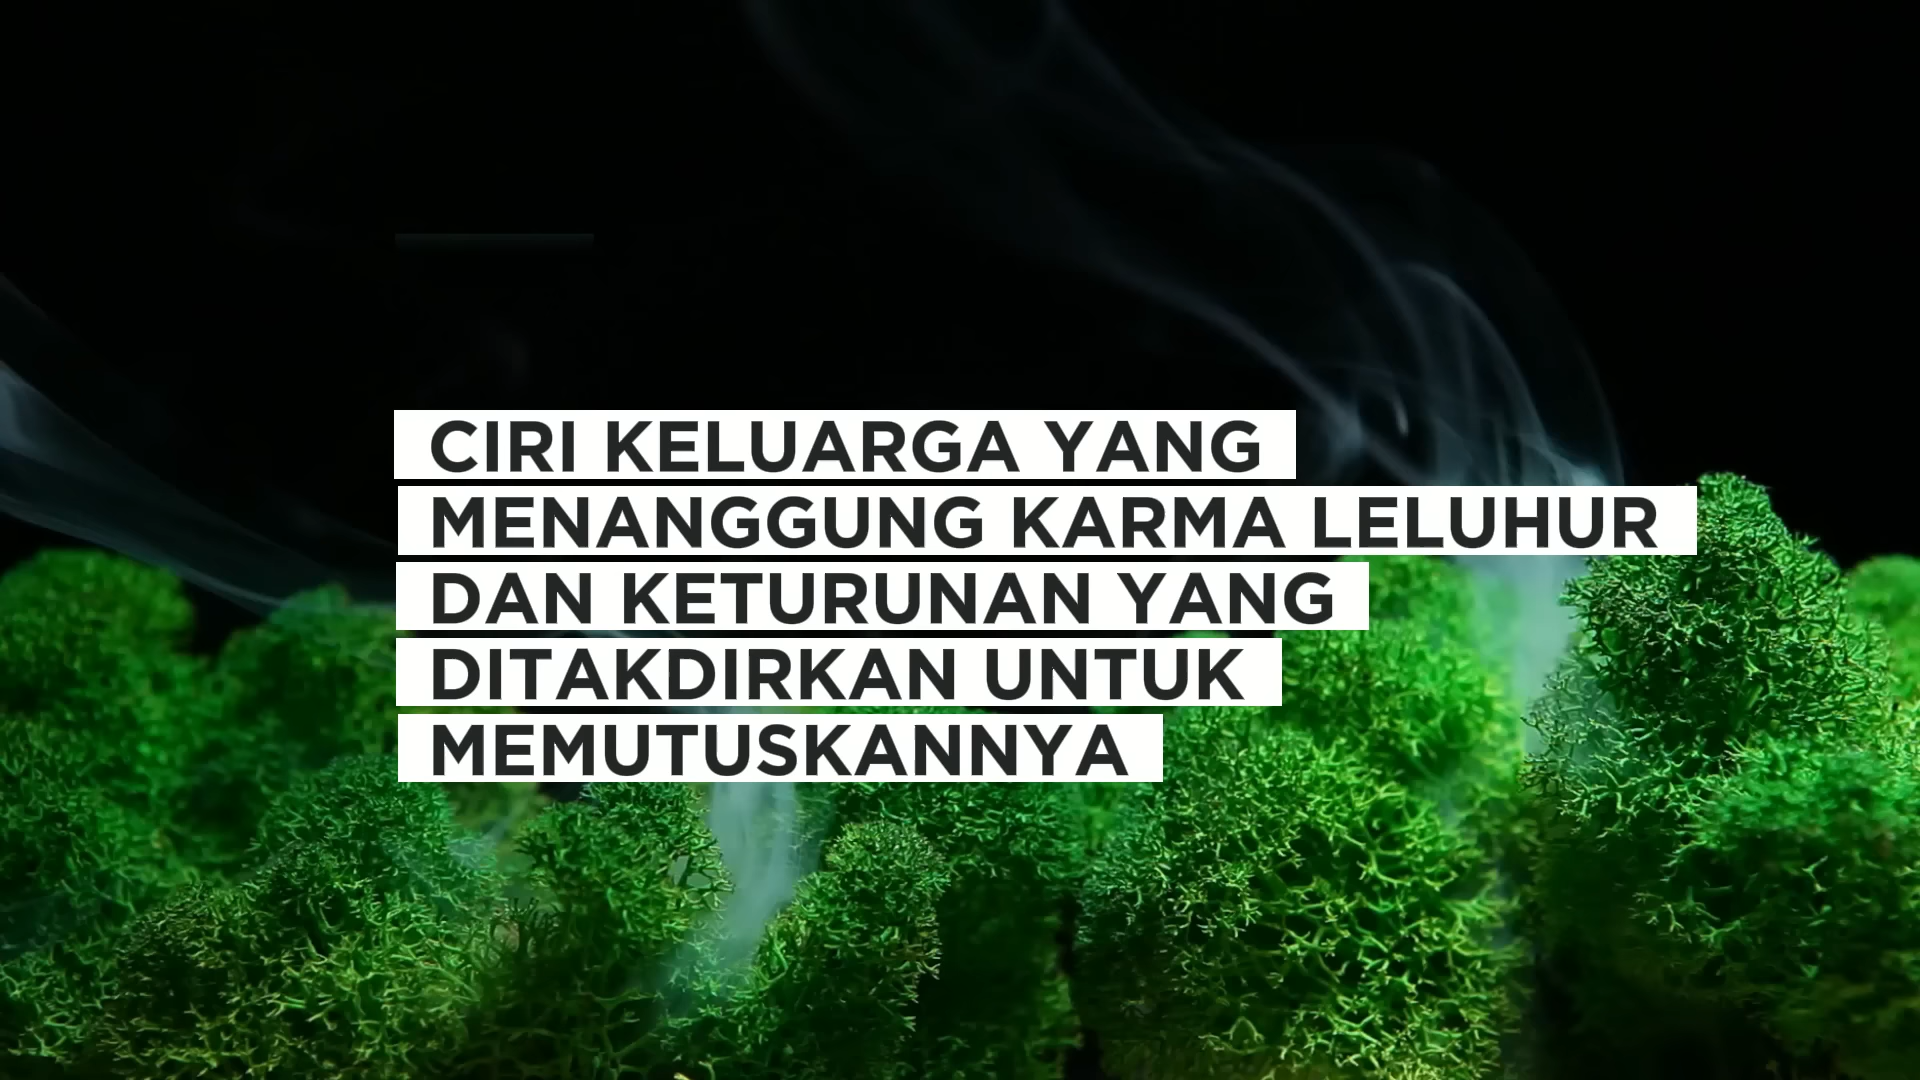 CIRI KELUARGA YANG
MENANGGUNG KARMA LELUHUR
DAN KETURUNAN YANG
DITAKDIRKAN UNTUK
MEMUTUSKANNYA